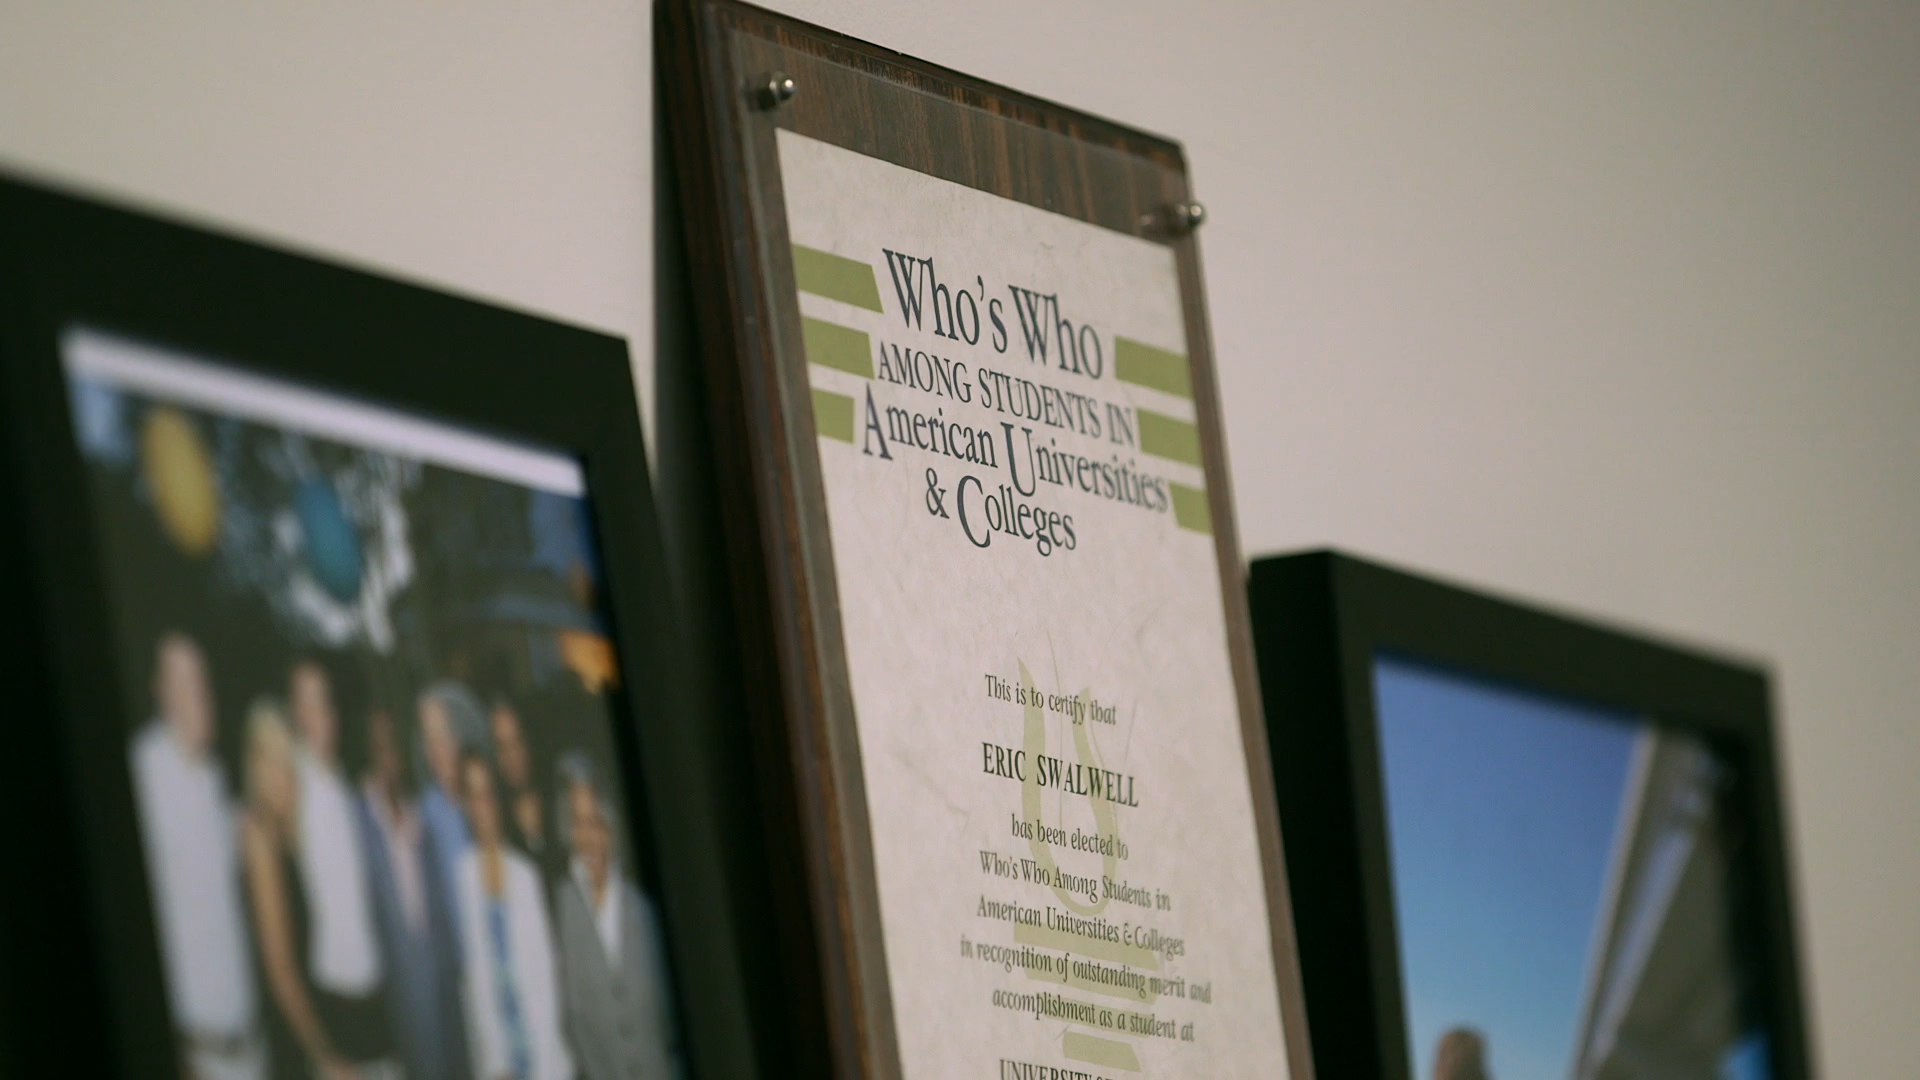 Who's Who
AMONG STUDENTS IN
American Universities
& Colleges
This is to certify that
ERIC SWALWELL
has been elected to
Who's Who Among Students in
American Universities & Colleges
in recognition of outstanding merit and
accomplishment as a student at
UNIVERSITY